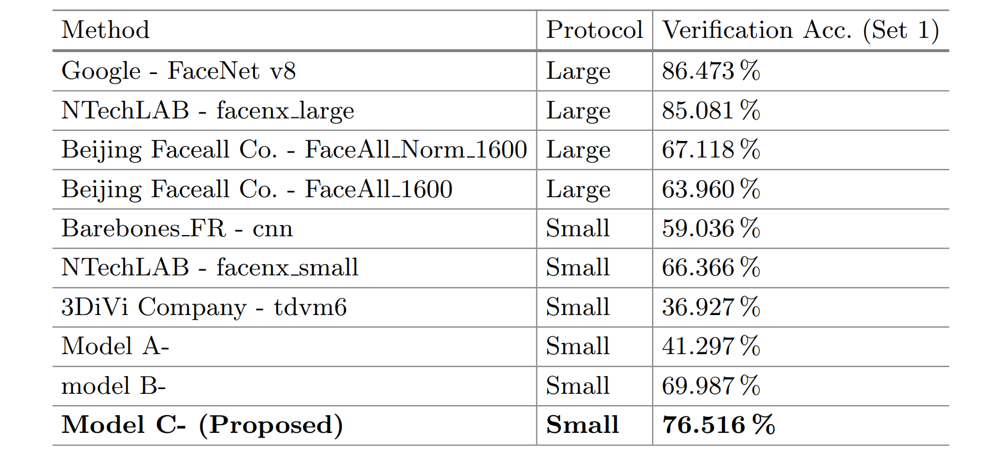 Method Protocol Verification Acc. (Set 1)
Google - FaceNet v8 Large 86.473 %
NTechLAB - facenx_large Large 85.081 %
Beijing Faceall Co. - FaceAll_Norm_1600 Large 67.118 %
Beijing Faceall Co. - FaceAll_1600 Large 63.960 %
Barebones_FR - cnn Small 59.036 %
NTechLAB - facenx_small Small 66.366 %
3DiVi Company - tdvm6 Small 36.927 %
Model A- Small 41.297 %
model B- Small 69.987 %
Model C- (Proposed) Small 76.516 %